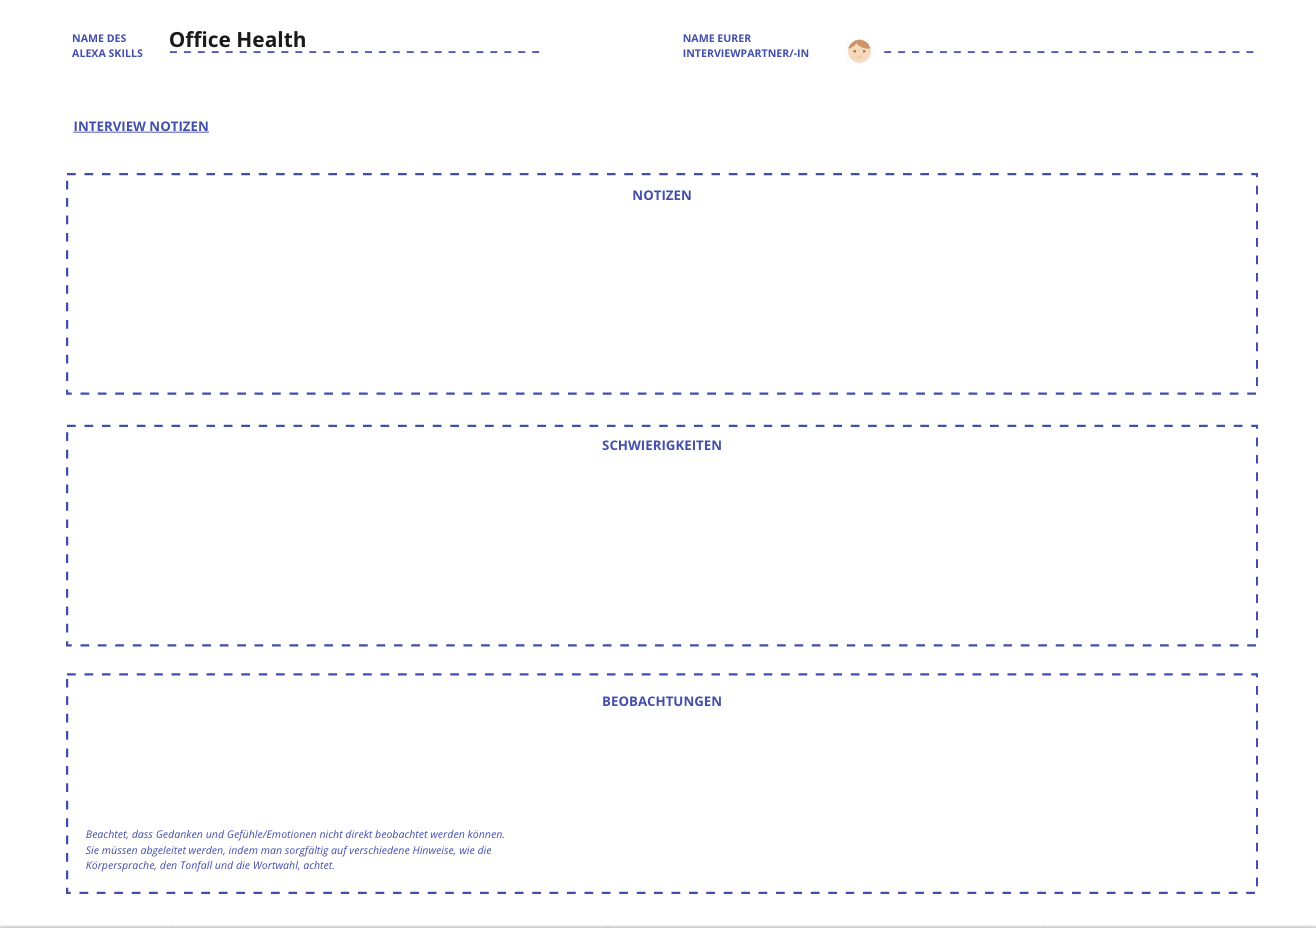 NAME DES
ALEXA SKILLS
Office Health
NAME EURER
INTERVIEWPARTNER/-IN
INTERVIEW NOTIZEN
NOTIZEN
SCHWIERIGKEITEN
BEOBACHTUNGEN
Beachtet, dass Gedanken und Gefühle/Emotionen nicht direkt beobachtet werden können.
Sie müssen abgeleitet werden, indem man sorgfältig auf verschiedene Hinweise, wie die
Körpersprache, den Tonfall und die Wortwahl, achtet.